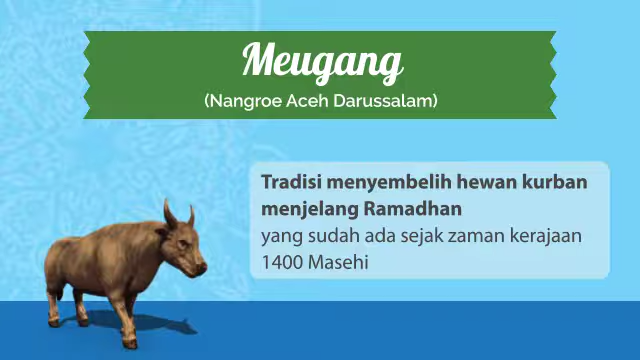 Meugang
(Nangroe Aceh Darussalam)
Tradisi menyembelih hewan kurban
menjelang Ramadhan
yang sudah ada sejak zaman kerajaan
1400 Masehi